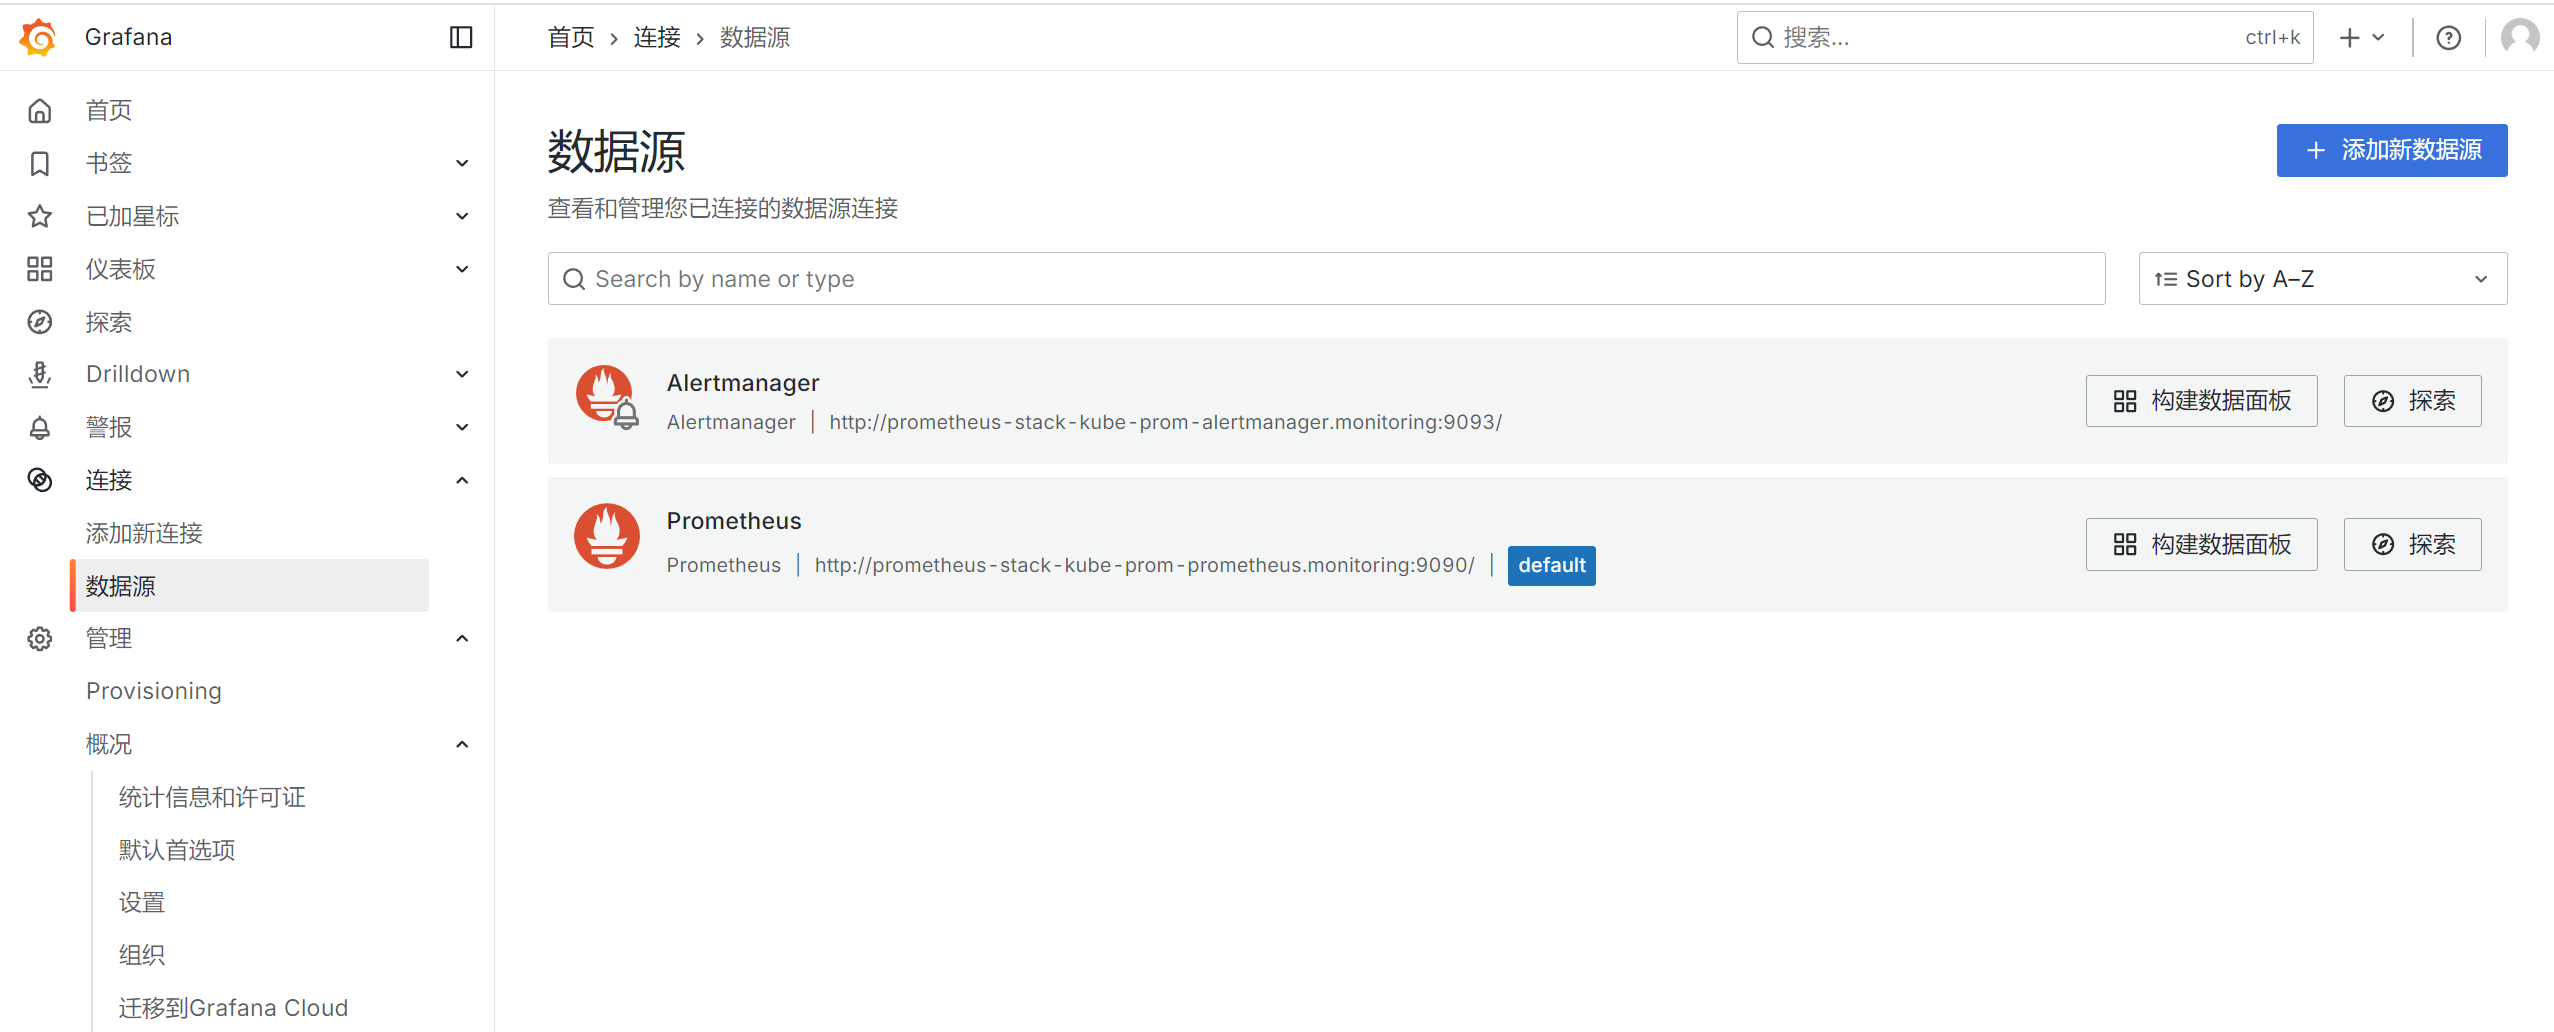 Grafana
首页 › 连接 › 数据源
搜索... ctrl+k
首页
书签
已加星标
仪表板
探索
Drilldown
警报
连接
添加新连接
数据源
管理
Provisioning
概况
统计信息和许可证
默认首选项
设置
组织
迁移到Grafana Cloud
数据源
添加新数据源
查看和管理您已连接的数据源连接
Search by name or type
Sort by A–Z
Alertmanager
Alertmanager | http://prometheus-stack-kube-prom-alertmanager.monitoring:9093/
构建数据面板
探索
Prometheus
Prometheus | http://prometheus-stack-kube-prom-prometheus.monitoring:9090/ | default
构建数据面板
探索